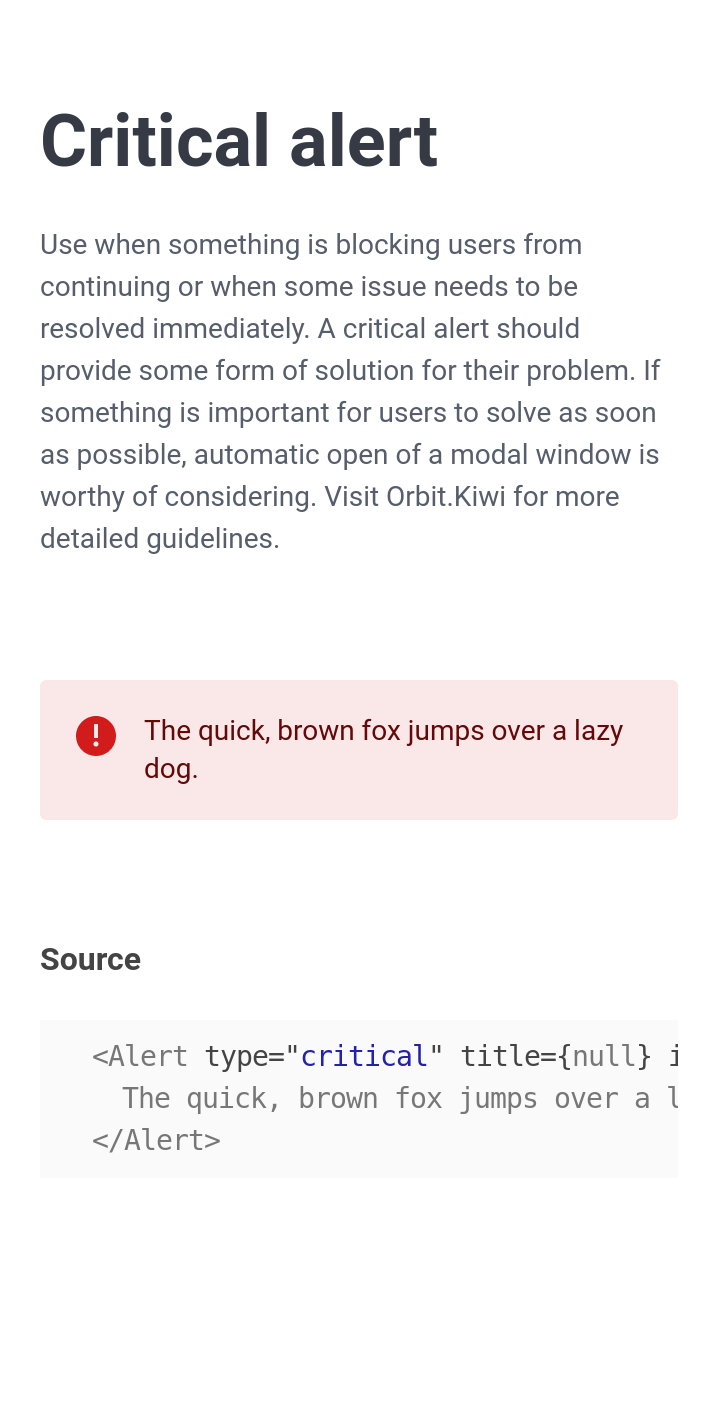 Critical alert
Use when something is blocking users from
continuing or when some issue needs to be
resolved immediately. A critical alert should
provide some form of solution for their problem. If
something is important for users to solve as soon
as possible, automatic open of a modal window is
worthy of considering. Visit Orbit.Kiwi for more
detailed guidelines.
The quick, brown fox jumps over a lazy
dog.
Source
<Alert type="critical" title={null} i
The quick, brown fox jumps over a l
</Alert>